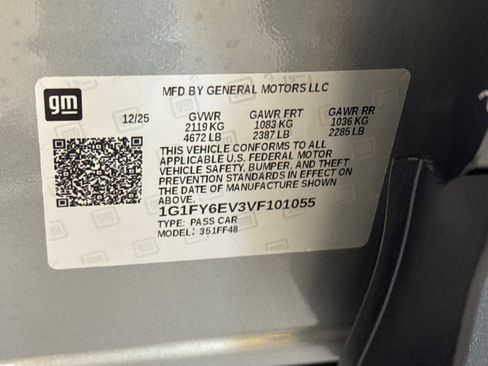 gm
MFD BY GENERAL MOTORS LLC
12/25 GVWR GAWR FRT GAWR RR
2119 KG 1083 KG 1036 KG
4672 LB 2387 LB 2285 LB
THIS VEHICLE CONFORMS TO ALL
APPLICABLE U.S. FEDERAL MOTOR
VEHICLE SAFETY, BUMPER, AND THEFT
PREVENTION STANDARDS IN EFFECT ON
THE DATE OF MANUFACTURE SHOWN
ABOVE.
1G1FY6EV3VF101055
TYPE: PASS CAR
MODEL: 351FF48